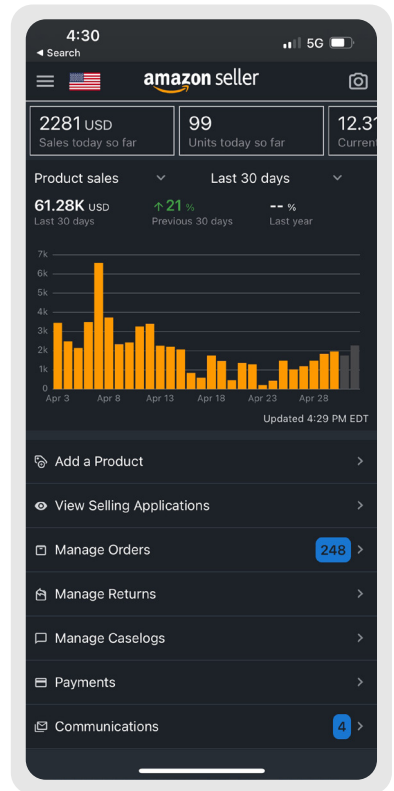 4:30
5G
◄ Search
amazon seller
2281 USD
99
12.31
Sales today so far
Units today so far
Current
Product sales
Last 30 days
61.28K USD
↑21 %
-- %
Last 30 days
Previous 30 days
Last year
7k
6k
5k
4k
3k
2k
1k
0
Apr 3
Apr 8
Apr 13
Apr 18
Apr 23
Apr 28
Updated 4:29 PM EDT
Add a Product
View Selling Applications
Manage Orders
248
Manage Returns
Manage Caselogs
Payments
Communications
4